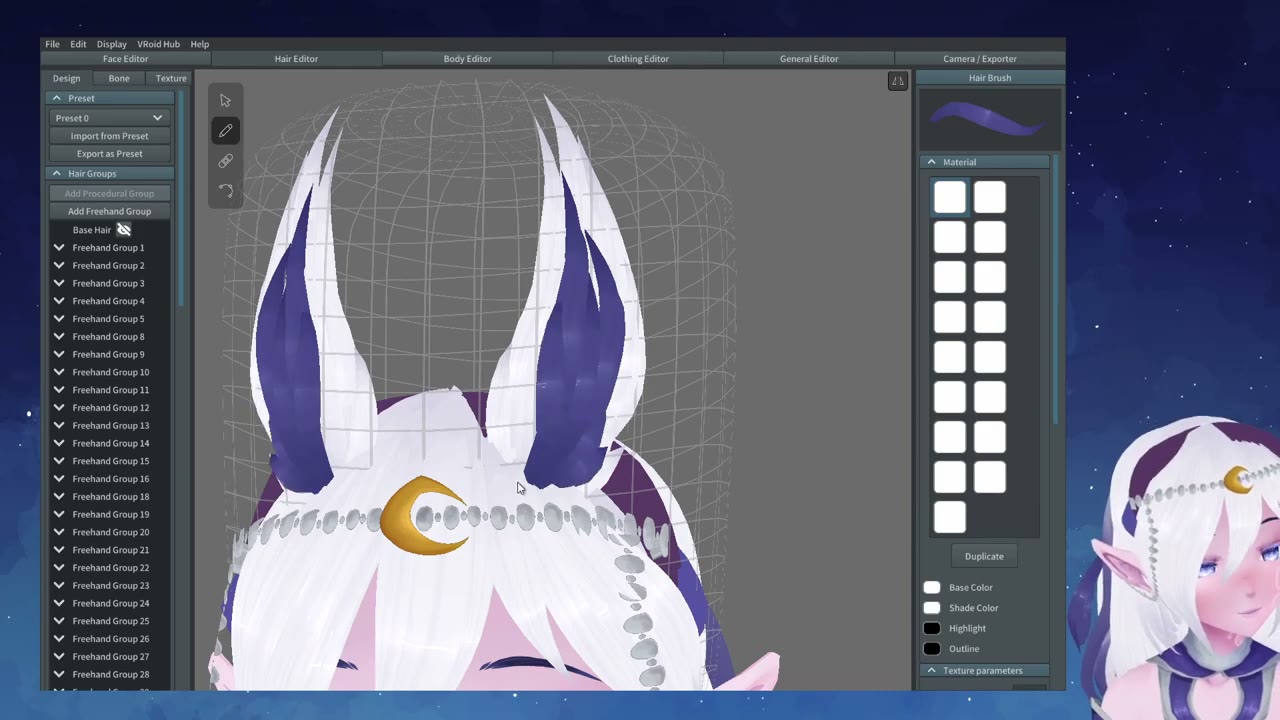 File Edit Display VRoid Hub Help
Face Editor Hair Editor Body Editor Clothing Editor General Editor Camera / Exporter
Design Bone Texture
Preset
Preset 0
Import from Preset
Export as Preset
Hair Groups
Add Procedural Group
Add Freehand Group
Base Hair
Freehand Group 1
Freehand Group 2
Freehand Group 3
Freehand Group 4
Freehand Group 5
Freehand Group 8
Freehand Group 9
Freehand Group 10
Freehand Group 11
Freehand Group 12
Freehand Group 13
Freehand Group 14
Freehand Group 15
Freehand Group 16
Freehand Group 18
Freehand Group 19
Freehand Group 20
Freehand Group 21
Freehand Group 22
Freehand Group 23
Freehand Group 24
Freehand Group 25
Freehand Group 26
Freehand Group 27
Freehand Group 28
Hair Brush
Material
Duplicate
Base Color
Shade Color
Highlight
Outline
Texture parameters